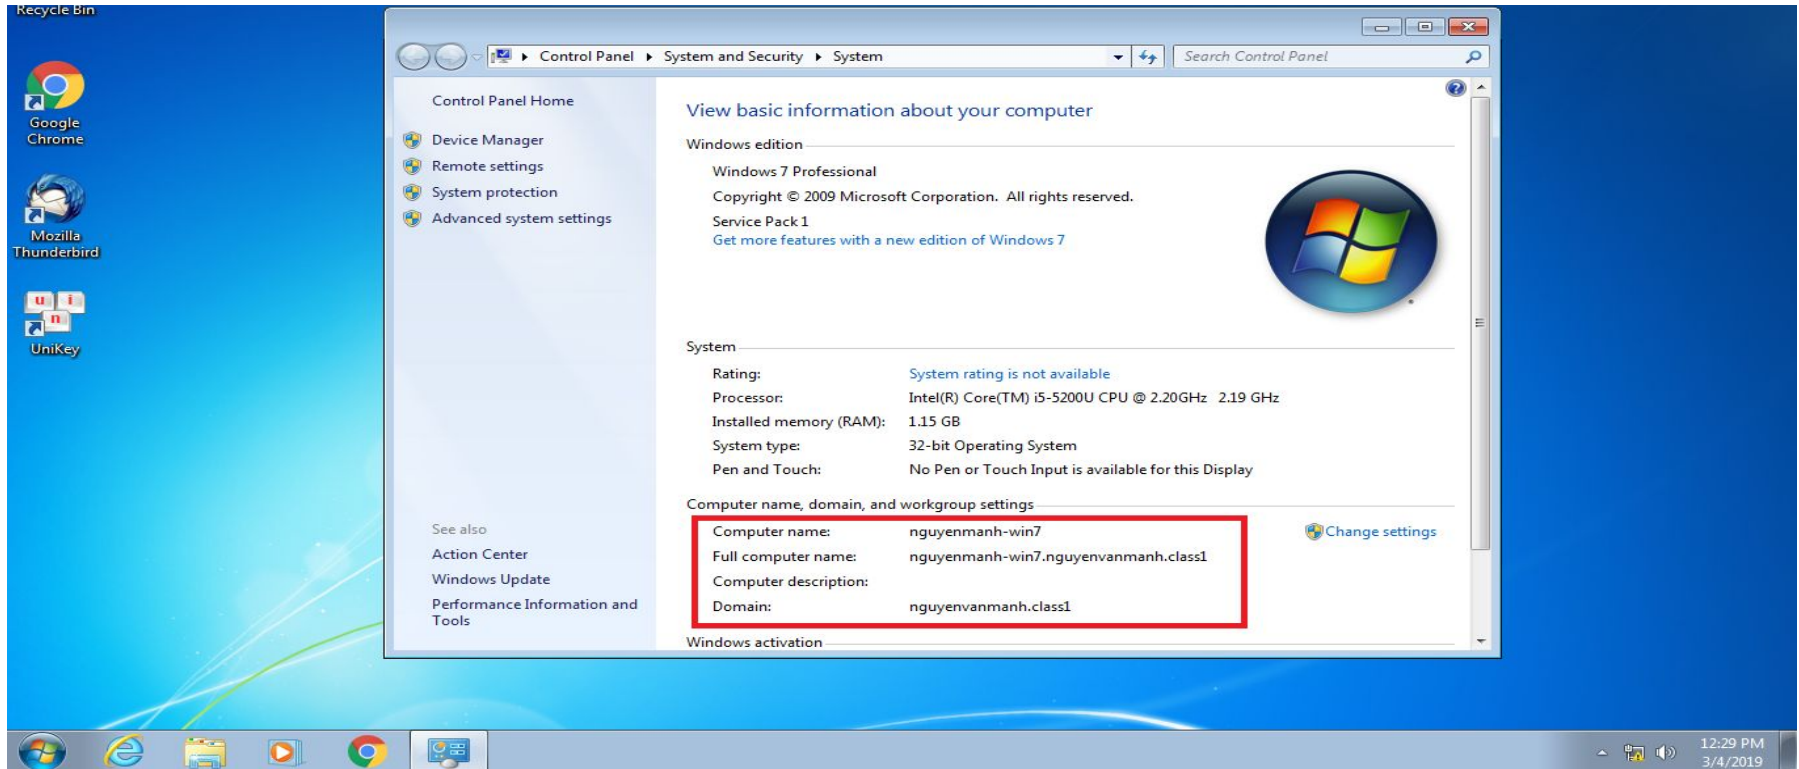 Recycle Bin
Google
Chrome
Mozilla
Thunderbird
u i
n
UniKey
Control Panel System and Security System
Search Control Panel
Control Panel Home
Device Manager
Remote settings
System protection
Advanced system settings
See also
Action Center
Windows Update
Performance Information and
Tools
View basic information about your computer
Windows edition
Windows 7 Professional
Copyright © 2009 Microsoft Corporation. All rights reserved.
Service Pack 1
Get more features with a new edition of Windows 7
System
Rating: System rating is not available
Processor: Intel(R) Core(TM) i5-5200U CPU @ 2.20GHz 2.19 GHz
Installed memory (RAM): 1.15 GB
System type: 32-bit Operating System
Pen and Touch: No Pen or Touch Input is available for this Display
Computer name, domain, and workgroup settings
Computer name: nguyenmanh-win7
Change settings
Full computer name: nguyenmanh-win7.nguyenvanmanh.class1
Computer description:
Domain: nguyenvanmanh.class1
Windows activation
12:29 PM
3/4/2019